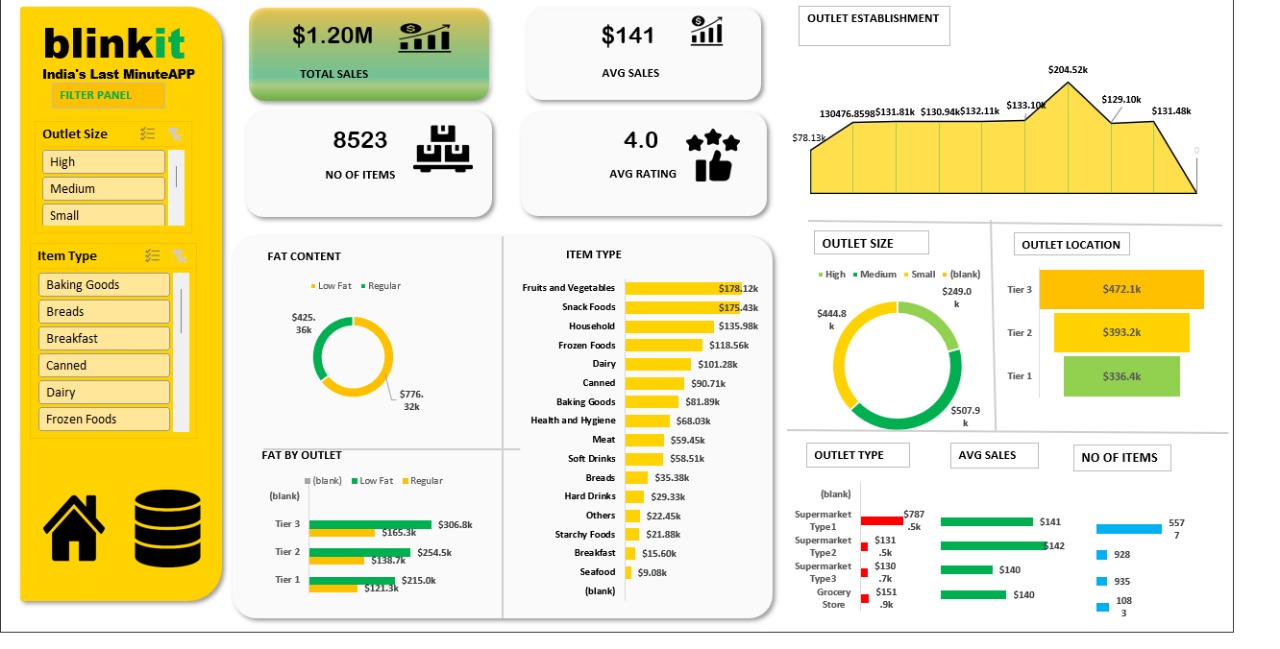 blinkit
India's Last MinuteAPP
FILTER PANEL
Outlet Size
High
Medium
Small
Item Type
Baking Goods
Breads
Breakfast
Canned
Dairy
Frozen Foods
$1.20M
TOTAL SALES
$141
AVG SALES
8523
NO OF ITEMS
4.0
AVG RATING
FAT CONTENT
Low Fat Regular
$425.
36k
$776.
32k
FAT BY OUTLET
(blank) Low Fat Regular
(blank)
Tier 3 $306.8k
$165.3k
Tier 2 $254.5k
$138.7k
Tier 1 $215.0k
$121.3k
ITEM TYPE
Fruits and Vegetables $178.12k
Snack Foods $175.43k
Household $135.98k
Frozen Foods $118.56k
Dairy $101.28k
Canned $90.71k
Baking Goods $81.89k
Health and Hygiene $68.03k
Meat $59.45k
Soft Drinks $58.51k
Breads $35.38k
Hard Drinks $29.33k
Others $22.45k
Starchy Foods $21.88k
Breakfast $15.60k
Seafood $9.08k
(blank)
OUTLET ESTABLISHMENT
$78.13k 130476.8598 $131.81k $130.94k $132.11k $133.10k $204.52k $129.10k $131.48k 0
OUTLET SIZE
High Medium Small (blank)
$249.0
k
$444.8
k
$507.9
k
OUTLET LOCATION
Tier 3 $472.1k
Tier 2 $393.2k
Tier 1 $336.4k
OUTLET TYPE
(blank)
Supermarket
Type1
$787
.5k
Supermarket
Type2
$131
.5k
Supermarket
Type3
$130
.7k
Grocery
Store
$151
.9k
AVG SALES
$141
$142
$140
$140
NO OF ITEMS
557
7
928
935
108
3